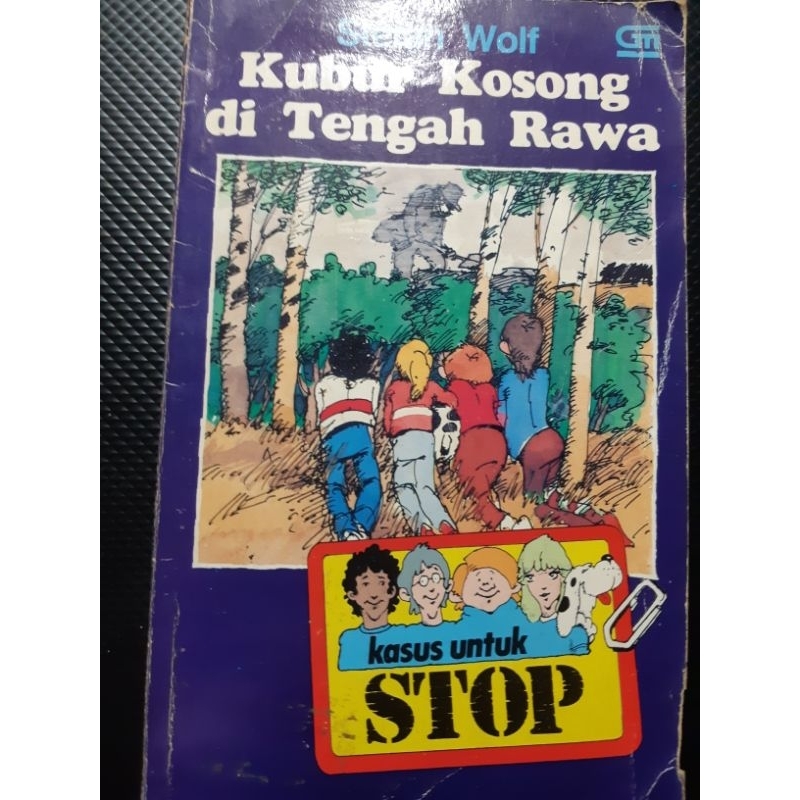 Stefan Wolf
GM
Kubur Kosong
di Tengah Rawa
kasus untuk
STOP